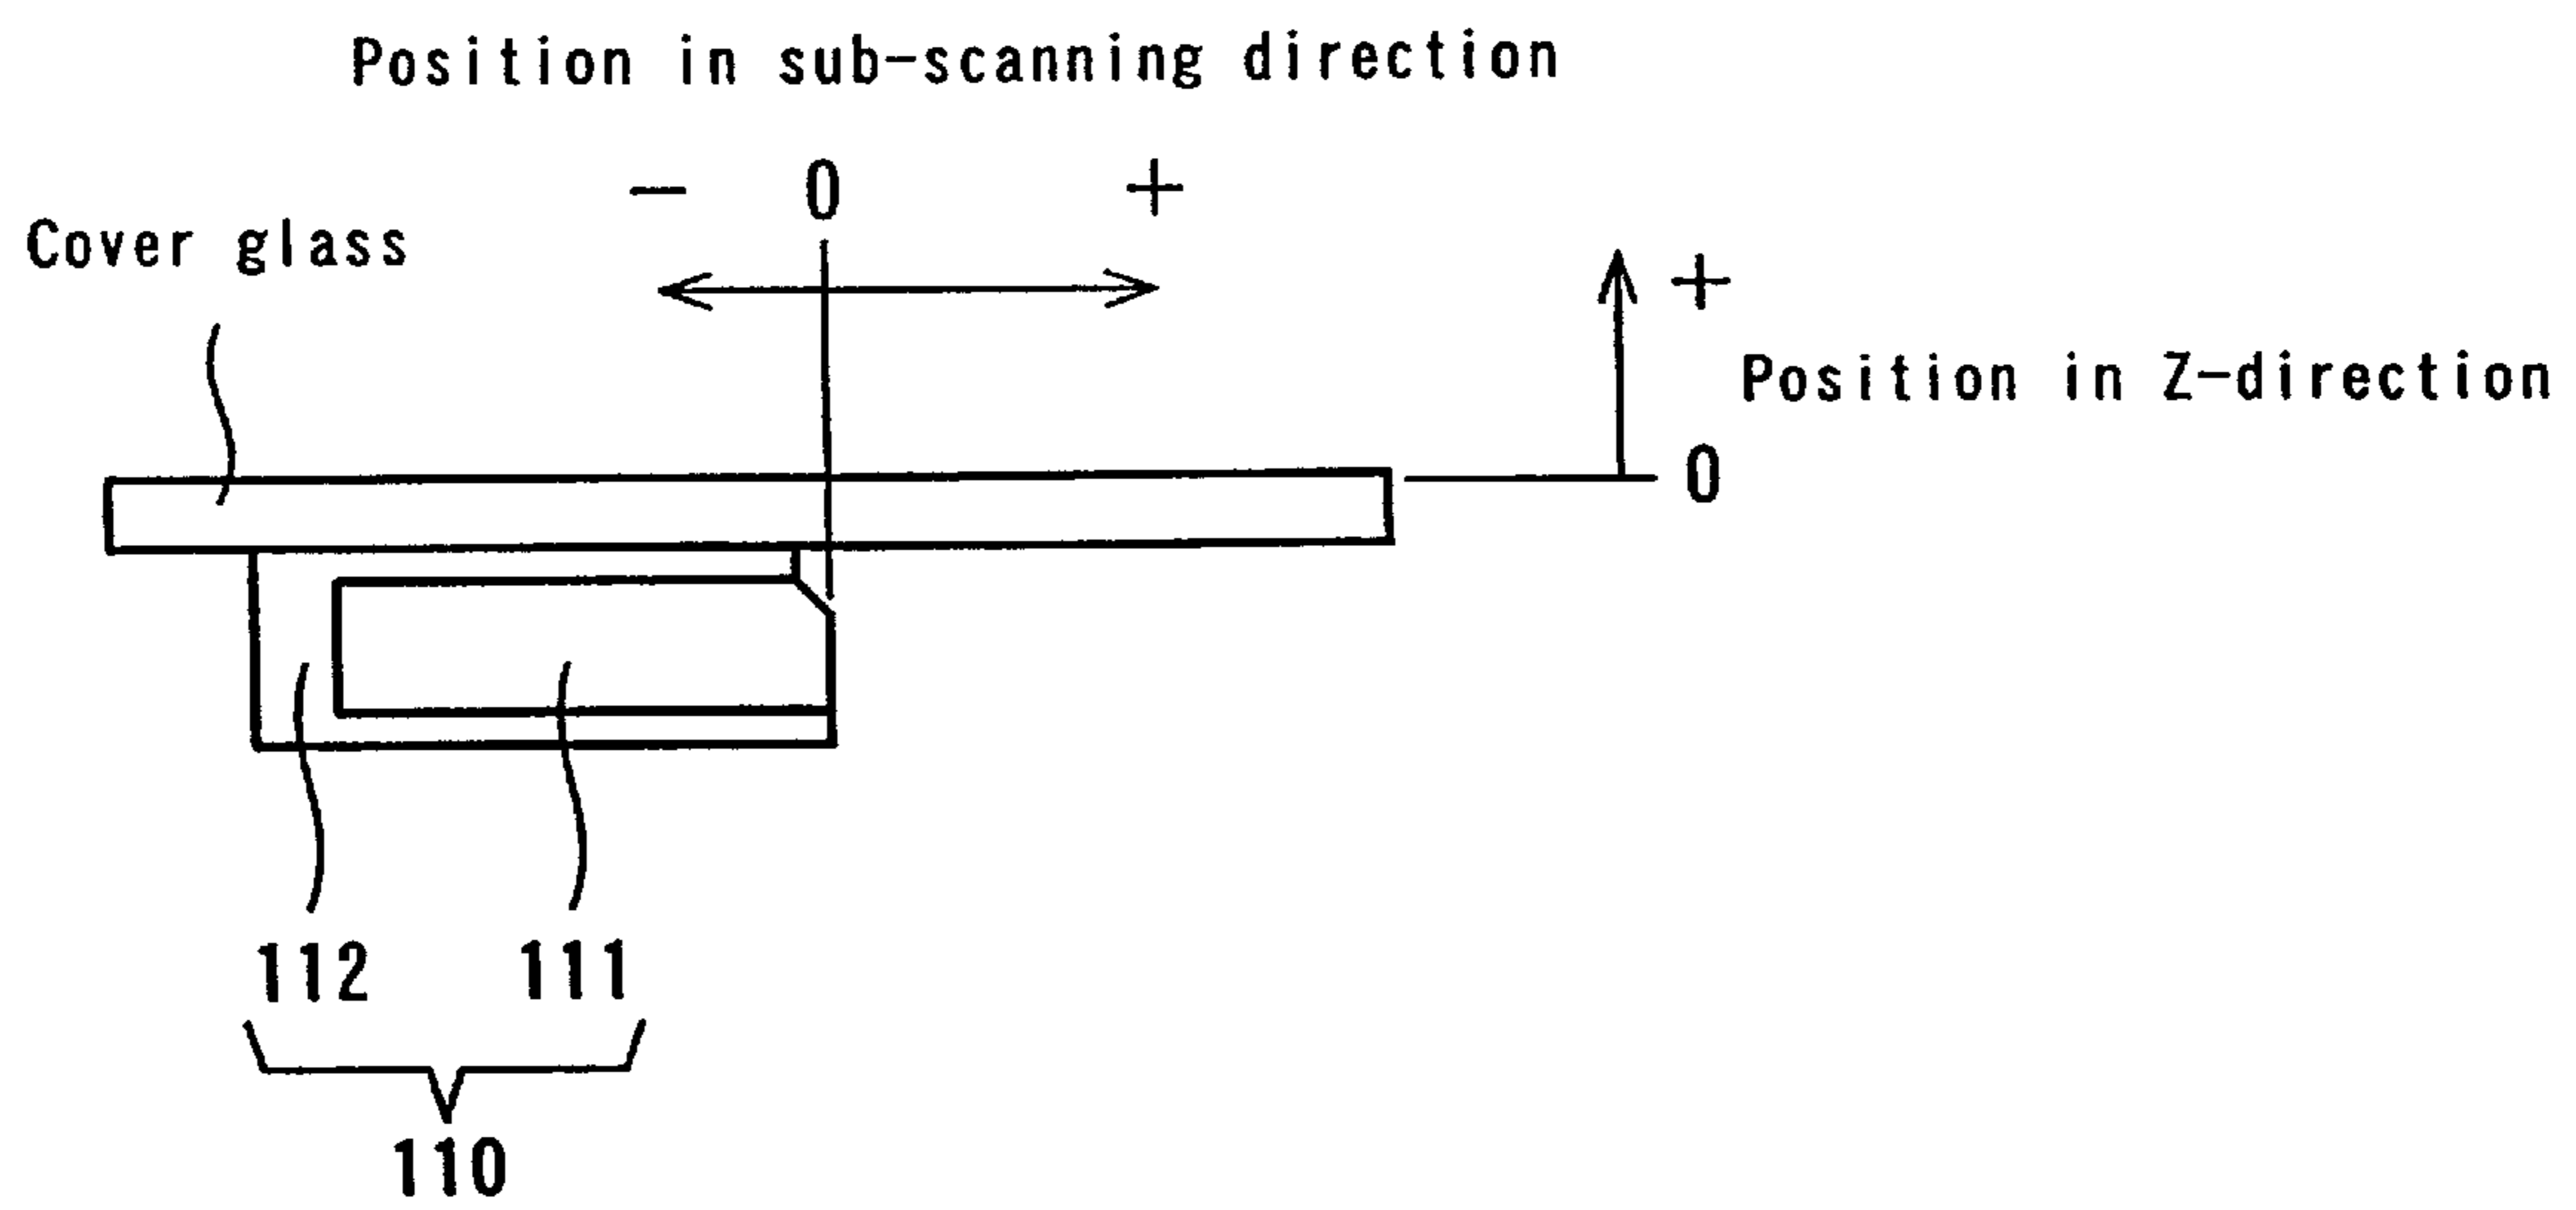 Position in sub-scanning direction
− 0 +
Cover glass
+
Position in Z-direction
0
112 111
110